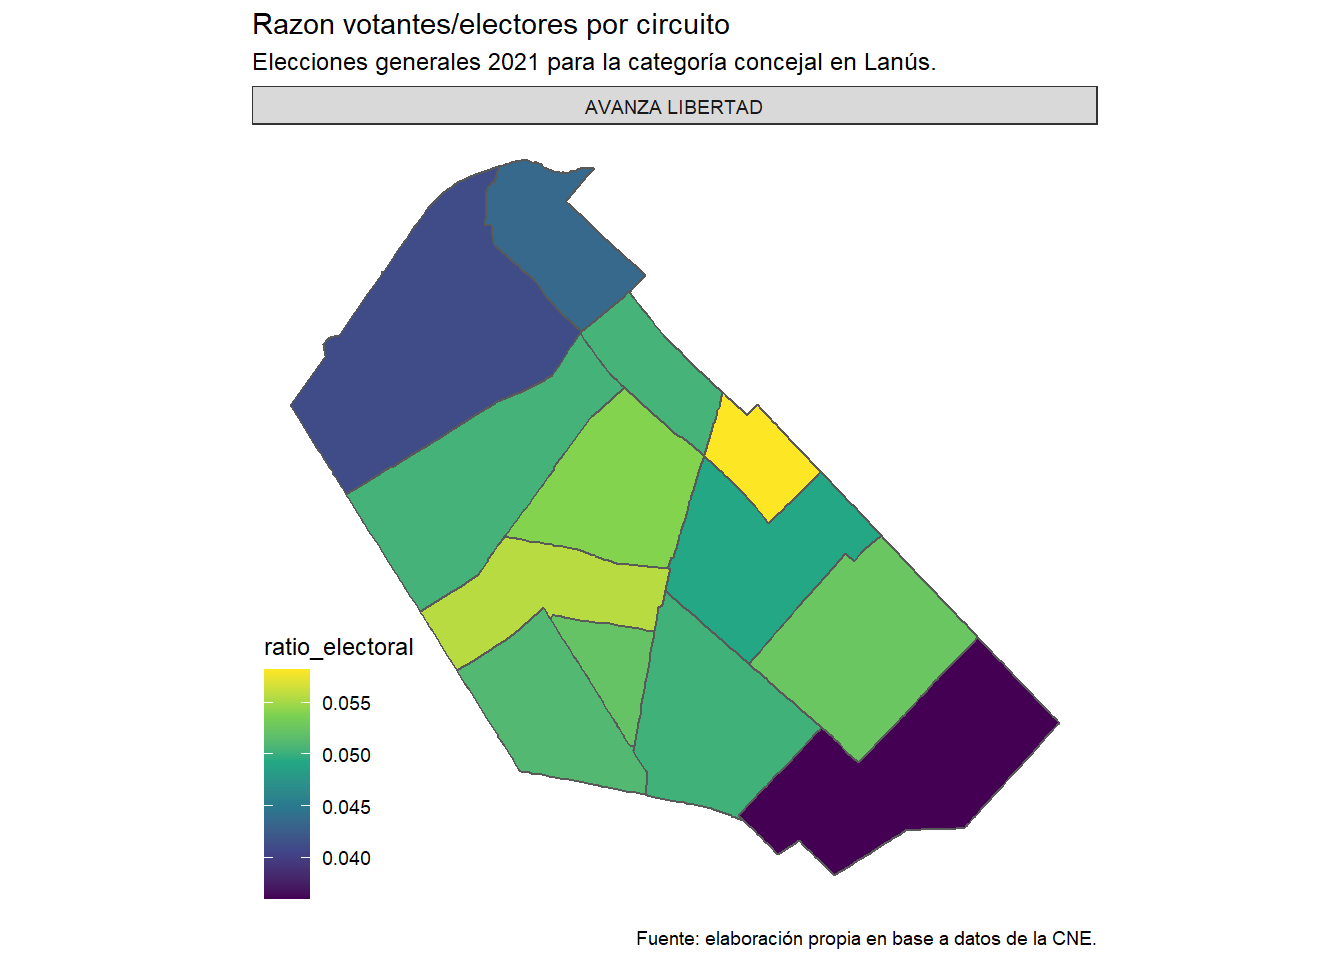 Razon votantes/electores por circuito
Elecciones generales 2021 para la categoría concejal en Lanús.
AVANZA LIBERTAD
ratio_electoral
0.055
0.050
0.045
0.040
Fuente: elaboración propia en base a datos de la CNE.